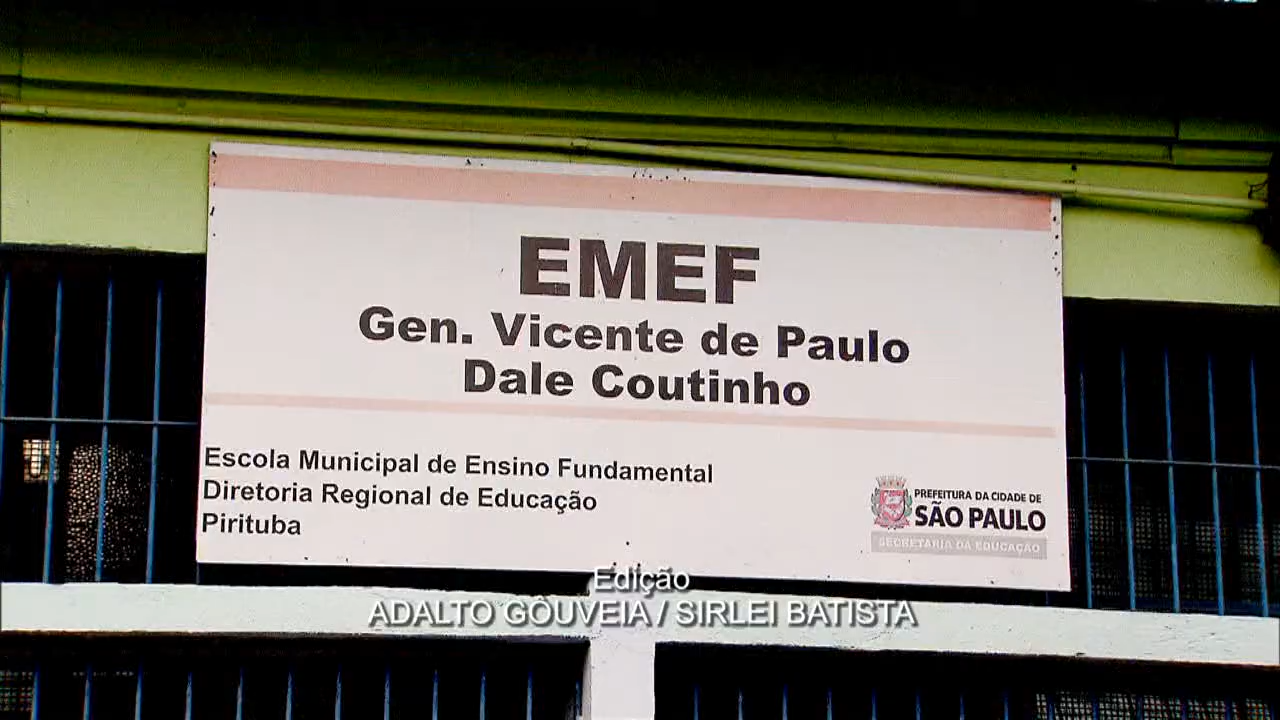 EMEF
Gen. Vicente de Paulo
Dale Coutinho
Escola Municipal de Ensino Fundamental
Diretoria Regional de Educação
Pirituba
PREFEITURA DA CIDADE DE
SÃO PAULO
SECRETARIA DA EDUCAÇÃO
Edição
ADALTO GOUVEIA / SIRLEI BATISTA